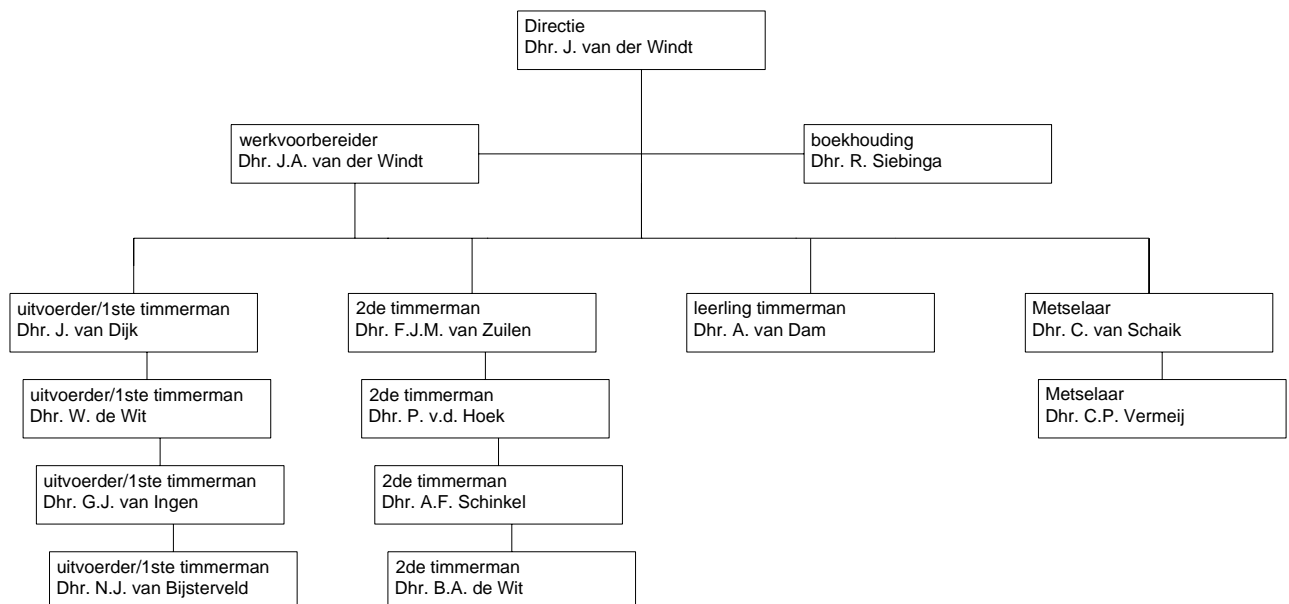 Directie
Dhr. J. van der Windt
werkvoorbereider
Dhr. J.A. van der Windt
boekhouding
Dhr. R. Siebinga
uitvoerder/1ste timmerman
Dhr. J. van Dijk
2de timmerman
Dhr. F.J.M. van Zuilen
leerling timmerman
Dhr. A. van Dam
Metselaar
Dhr. C. van Schaik
uitvoerder/1ste timmerman
Dhr. W. de Wit
2de timmerman
Dhr. P. v.d. Hoek
Metselaar
Dhr. C.P. Vermeij
uitvoerder/1ste timmerman
Dhr. G.J. van Ingen
2de timmerman
Dhr. A.F. Schinkel
uitvoerder/1ste timmerman
Dhr. N.J. van Bijsterveld
2de timmerman
Dhr. B.A. de Wit